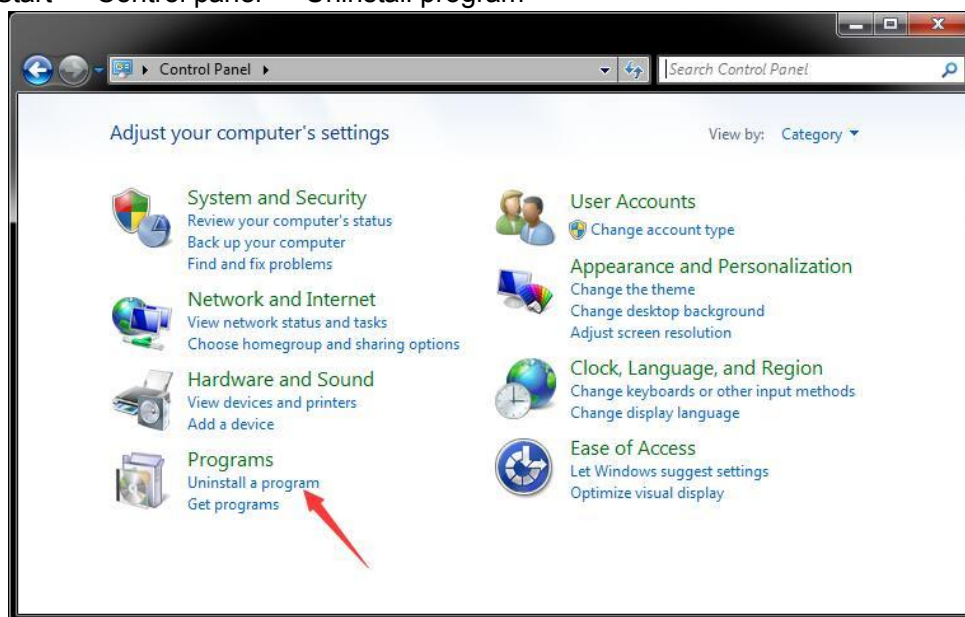 Control panel Uninstall program
Control Panel
Search Control Panel
Adjust your computer's settings
View by: Category
System and Security
Review your computer's status
Back up your computer
Find and fix problems
Network and Internet
View network status and tasks
Choose homegroup and sharing options
Hardware and Sound
View devices and printers
Add a device
Programs
Uninstall a program
Get programs
User Accounts
Change account type
Appearance and Personalization
Change the theme
Change desktop background
Adjust screen resolution
Clock, Language, and Region
Change keyboards or other input methods
Change display language
Ease of Access
Let Windows suggest settings
Optimize visual display